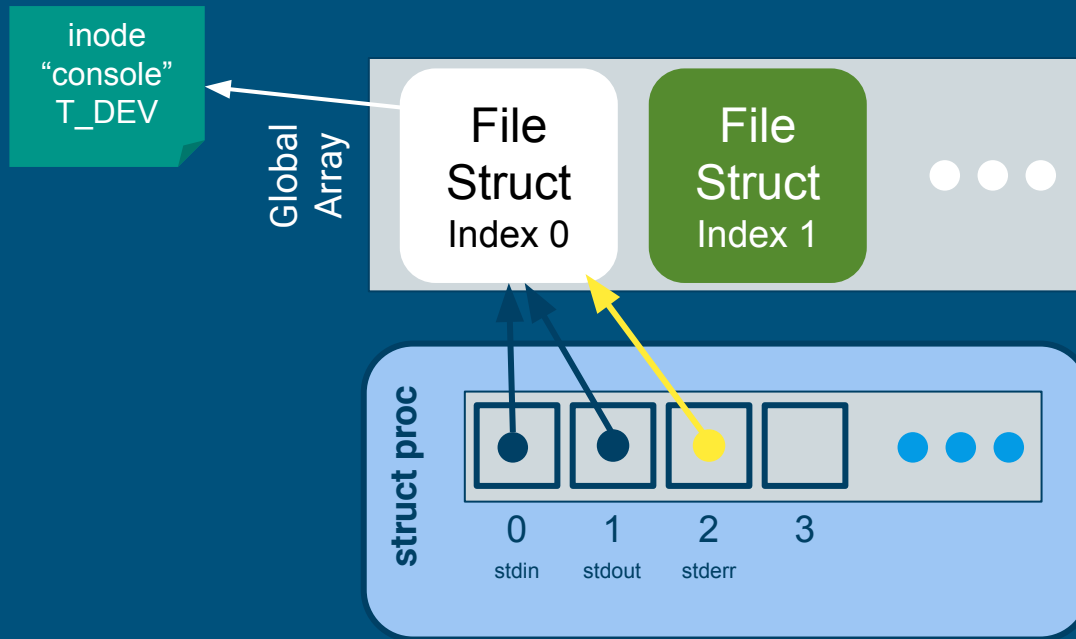 inode
“console”
T_DEV
Global
Array
File
Struct
Index 0
File
Struct
Index 1
struct proc
0
1
2
3
stdin
stdout
stderr